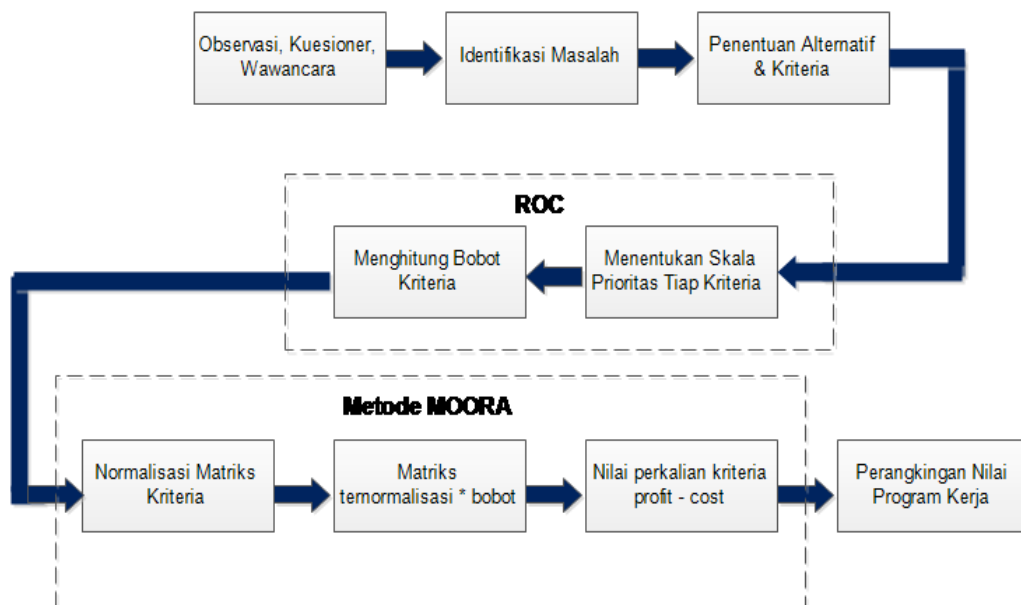 Observasi, Kuesioner,
Wawancara
Identifikasi Masalah
Penentuan Alternatif
& Kriteria
ROC
Menghitung Bobot
Kriteria
Menentukan Skala
Prioritas Tiap Kriteria
Metode MOORA
Normalisasi Matriks
Kriteria
Matriks
ternormalisasi * bobot
Nilai perkalian kriteria
profit - cost
Perangkingan Nilai
Program Kerja